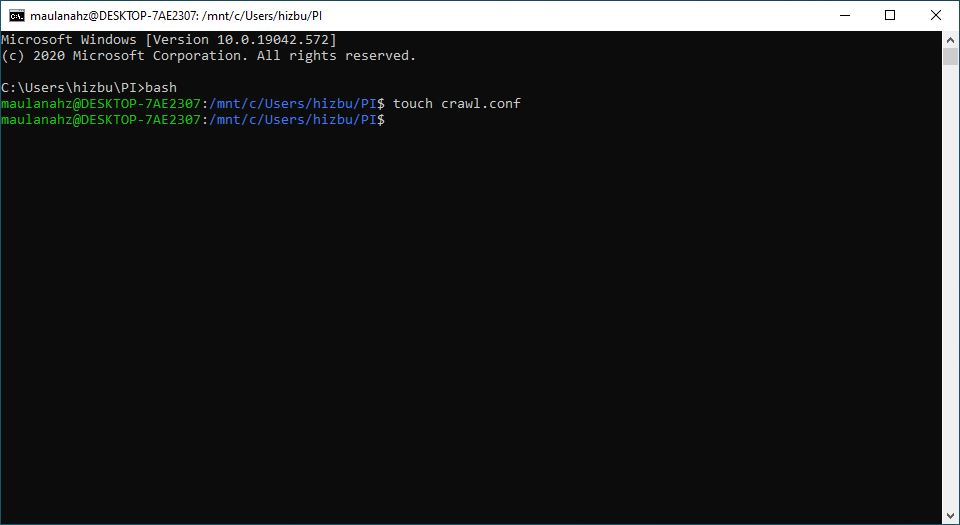 maulanahz@DESKTOP-7AE2307: /mnt/c/Users/hizbu/PI
Microsoft Windows [Version 10.0.19042.572]
(c) 2020 Microsoft Corporation. All rights reserved.
C:\Users\hizbu\PI>bash
maulanahz@DESKTOP-7AE2307:/mnt/c/Users/hizbu/PI$ touch crawl.conf
maulanahz@DESKTOP-7AE2307:/mnt/c/Users/hizbu/PI$